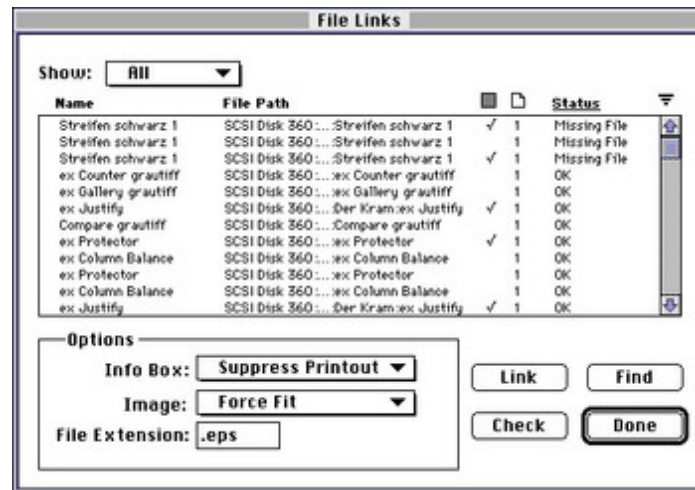 File Links
Show: All
Name File Path Status
Streifen schwarz 1 SCSI Disk 360:...:Streifen schwarz 1 √ 1 Missing File
Streifen schwarz 1 SCSI Disk 360:...:Streifen schwarz 1 1 Missing File
Streifen schwarz 1 SCSI Disk 360:...:Streifen schwarz 1 √ 1 Missing File
ex Counter grautiff SCSI Disk 360:...:ex Counter grautiff 1 OK
ex Gallery grautiff SCSI Disk 360:...:ex Gallery grautiff 1 OK
ex Justify SCSI Disk 360:...:Der Kram:ex Justify √ 1 OK
Compare grautiff SCSI Disk 360:...:Compare grautiff 1 OK
ex Protector SCSI Disk 360:...:ex Protector √ 1 OK
ex Column Balance SCSI Disk 360:...:ex Column Balance 1 OK
ex Protector SCSI Disk 360:...:ex Protector 1 OK
ex Column Balance SCSI Disk 360:...:ex Column Balance 1 OK
ex Justify SCSI Disk 360:...:Der Kram:ex Justify √ 1 OK
Options
Info Box: Suppress Printout
Image: Force Fit
File Extension: .eps
Link Find
Check Done